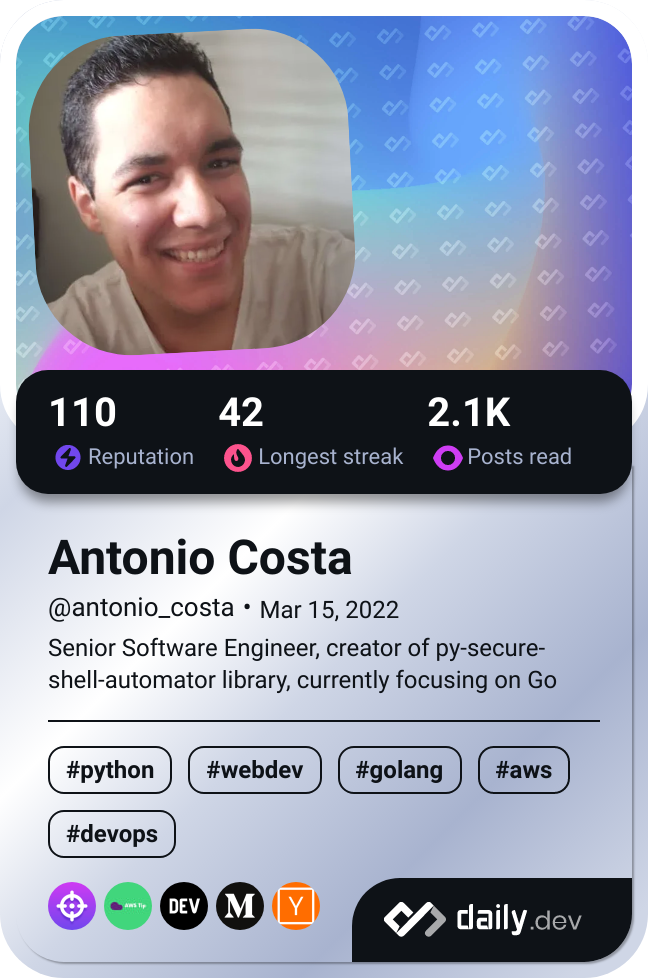 110 42 2.1K
Reputation Longest streak Posts read
Antonio Costa
@antonio_costa • Mar 15, 2022
Senior Software Engineer, creator of py-secure-
shell-automator library, currently focusing on Go
#python #webdev #golang #aws
#devops
AWS Tip DEV M Y
daily.dev